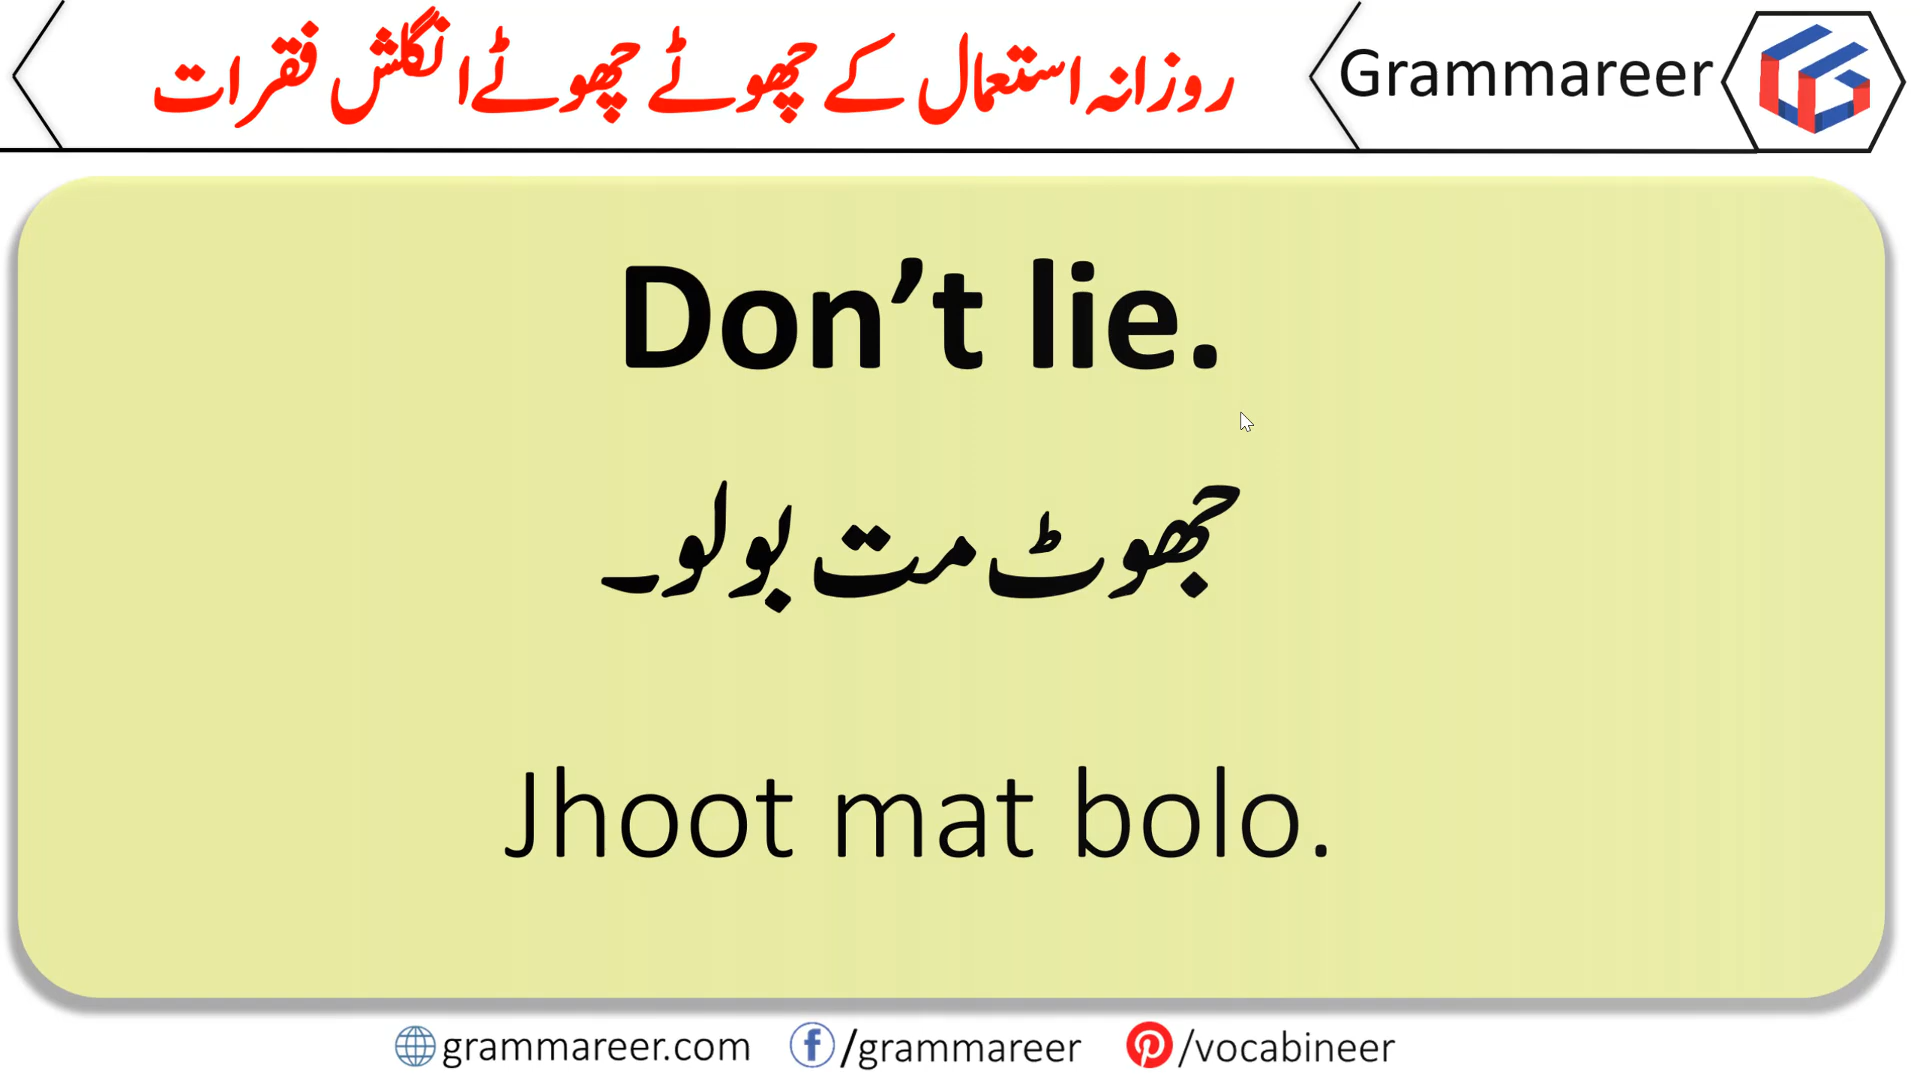 روزانہ استعمال کے چھوٹے چھوٹے انگلش فقرات
Grammareer
Don’t lie.
جھوٹ مت بولو۔
Jhoot mat bolo.
grammareer.com /grammareer /vocabineer